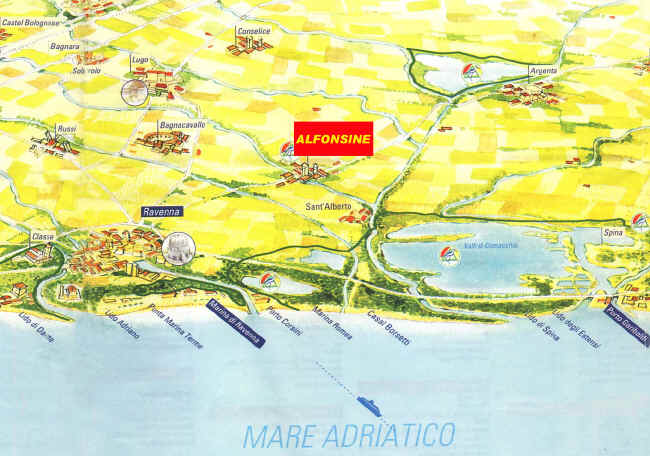 Castel Bolognese
Conselice
Bagnara
Solarolo
Lugo
Argenta
Russi
Bagnacavallo
ALFONSINE
Sant'Alberto
Ravenna
Classe
Spina
Valli di Comacchio
Lido di Dante
Lido Adriano
Punta Marina Terme
Marina di Ravenna
Porto Corsini
Marina Romea
Casal Borsetti
Lido di Spina
Lido degli Estensi
Porto Garibaldi
MARE ADRIATICO